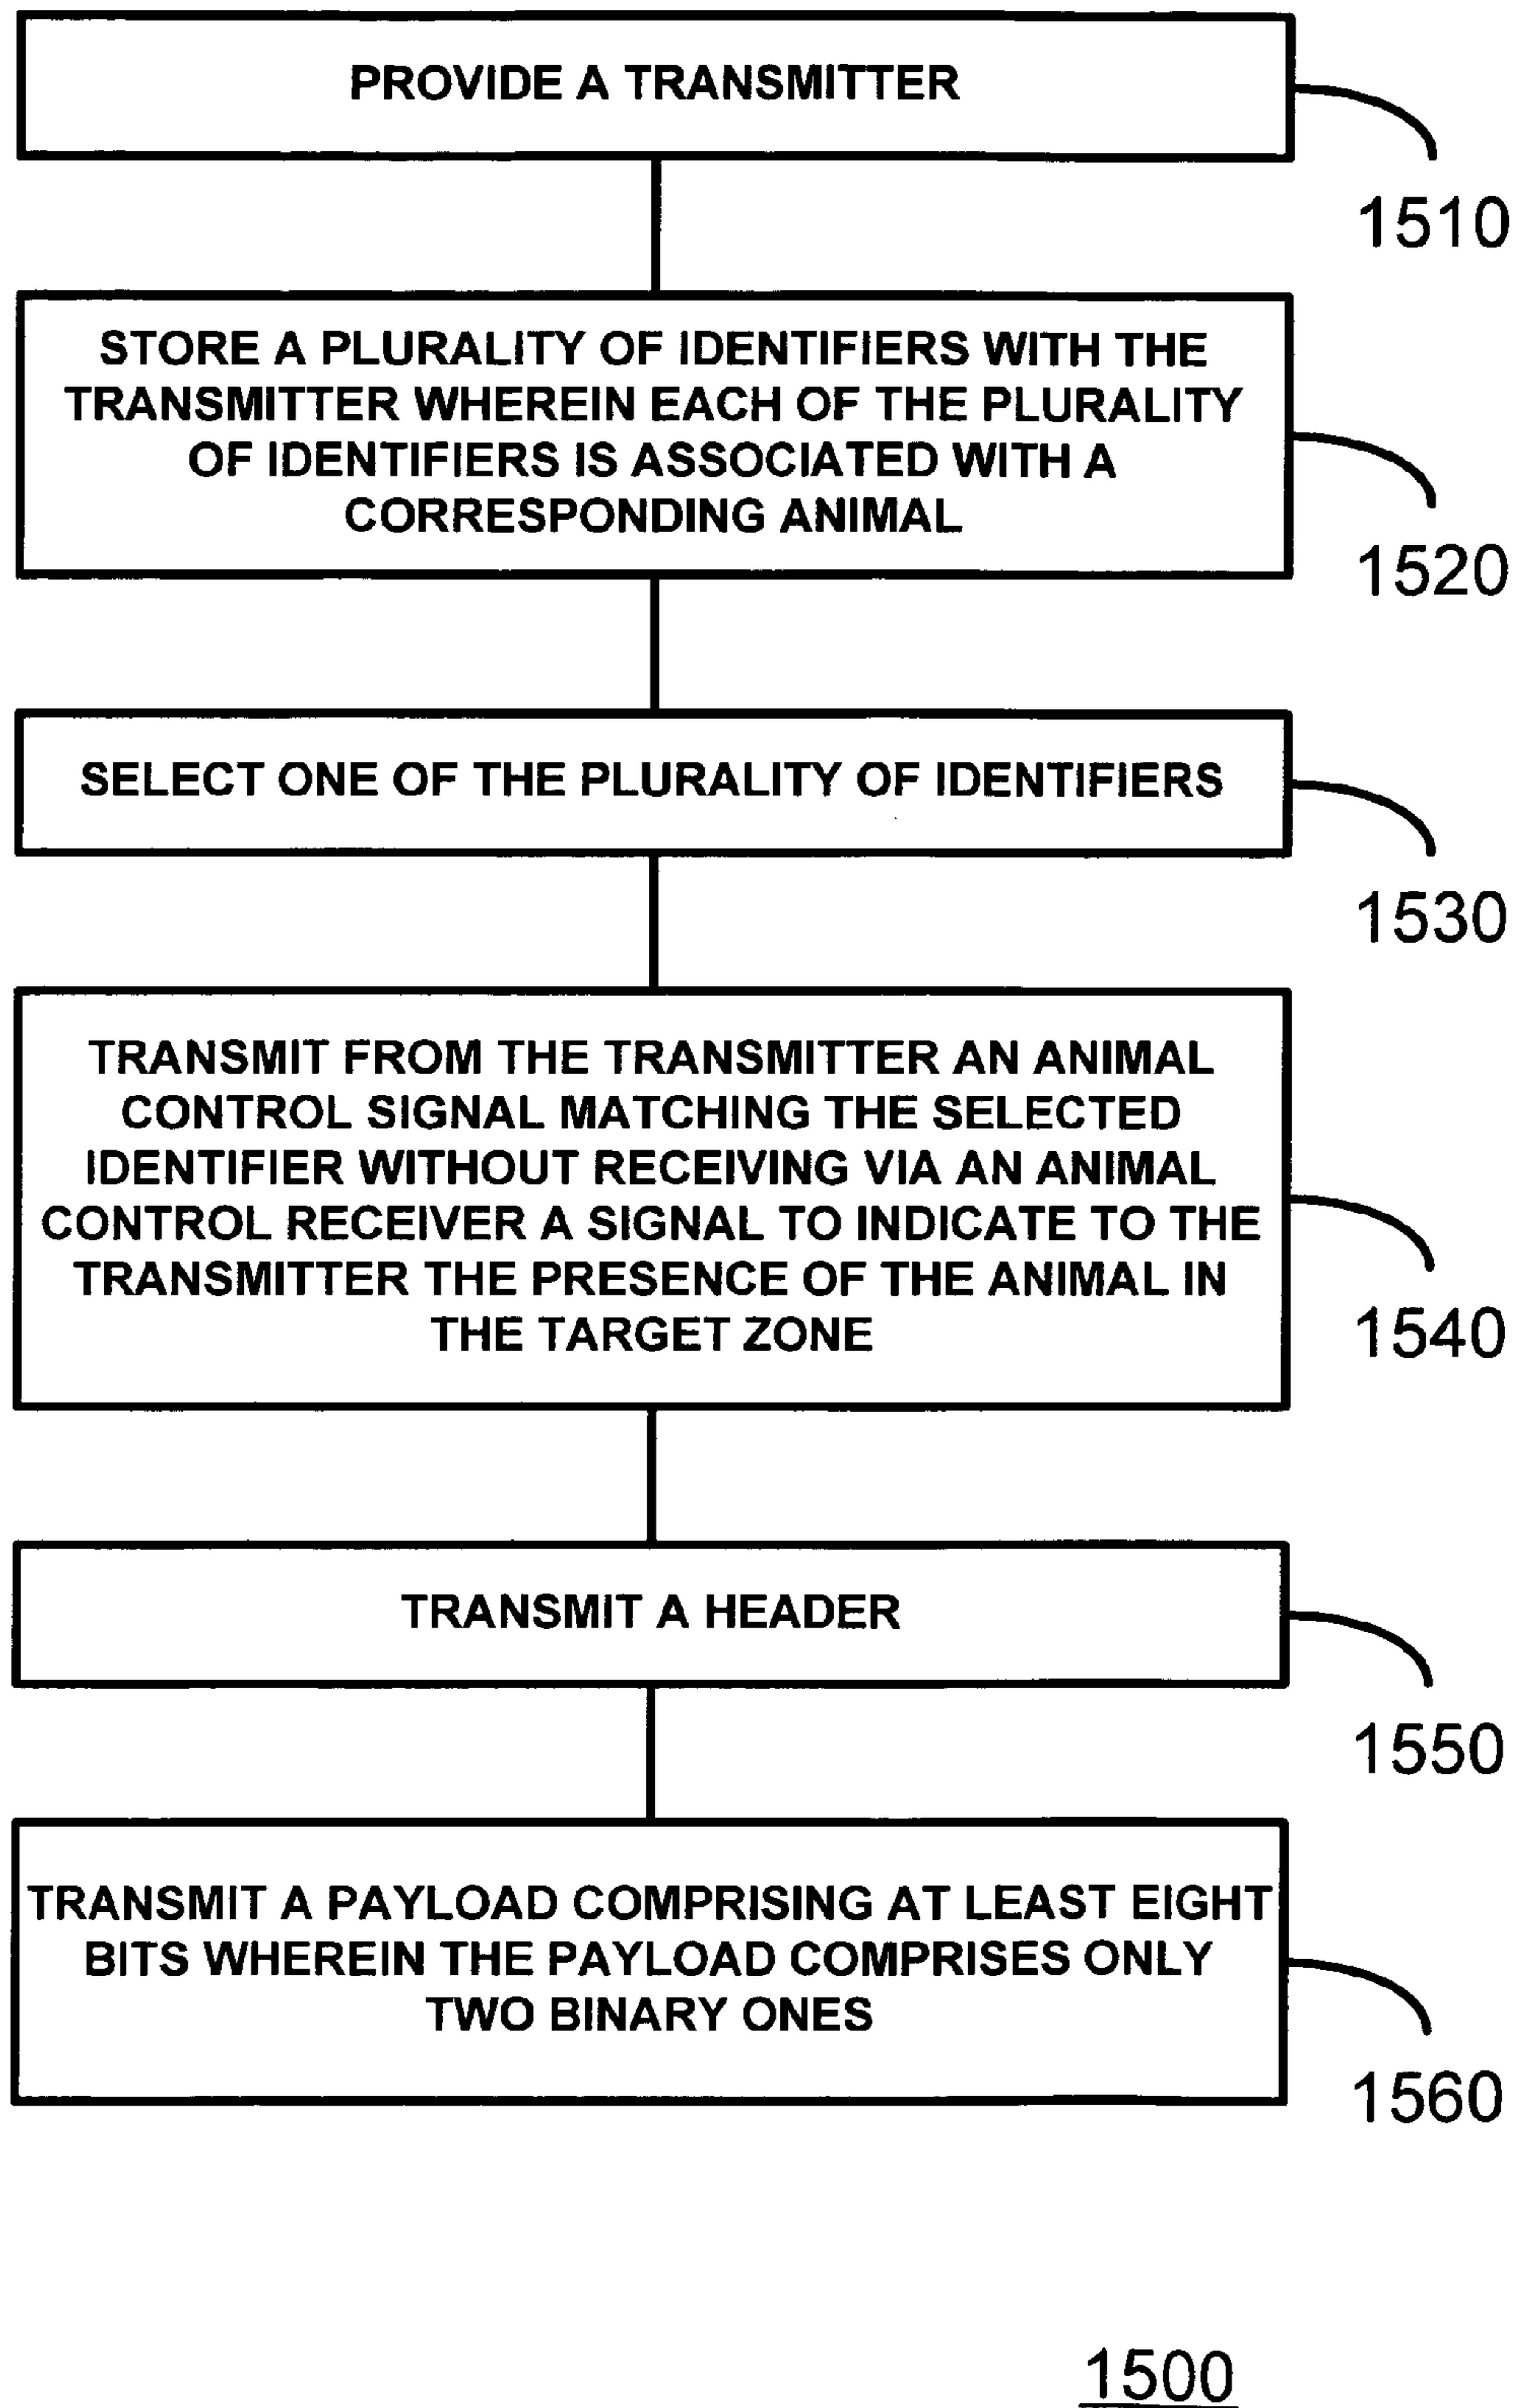 PROVIDE A TRANSMITTER
1510
STORE A PLURALITY OF IDENTIFIERS WITH THE
TRANSMITTER WHEREIN EACH OF THE PLURALITY
OF IDENTIFIERS IS ASSOCIATED WITH A
CORRESPONDING ANIMAL
1520
SELECT ONE OF THE PLURALITY OF IDENTIFIERS
1530
TRANSMIT FROM THE TRANSMITTER AN ANIMAL
CONTROL SIGNAL MATCHING THE SELECTED
IDENTIFIER WITHOUT RECEIVING VIA AN ANIMAL
CONTROL RECEIVER A SIGNAL TO INDICATE TO THE
TRANSMITTER THE PRESENCE OF THE ANIMAL IN
THE TARGET ZONE
1540
TRANSMIT A HEADER
1550
TRANSMIT A PAYLOAD COMPRISING AT LEAST EIGHT
BITS WHEREIN THE PAYLOAD COMPRISES ONLY
TWO BINARY ONES
1560
1500